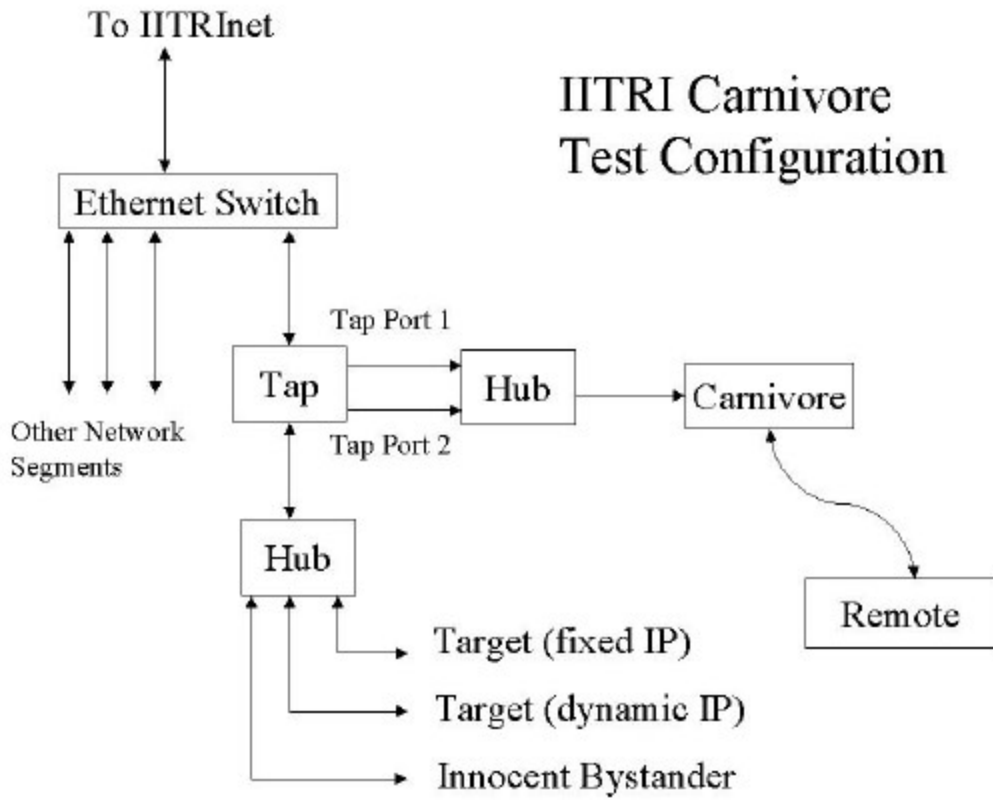 To IITRInet
IITRI Carnivore
Test Configuration
Ethernet Switch
Tap Port 1
Tap
Hub
Carnivore
Tap Port 2
Other Network
Segments
Hub
Remote
Target (fixed IP)
Target (dynamic IP)
Innocent Bystander